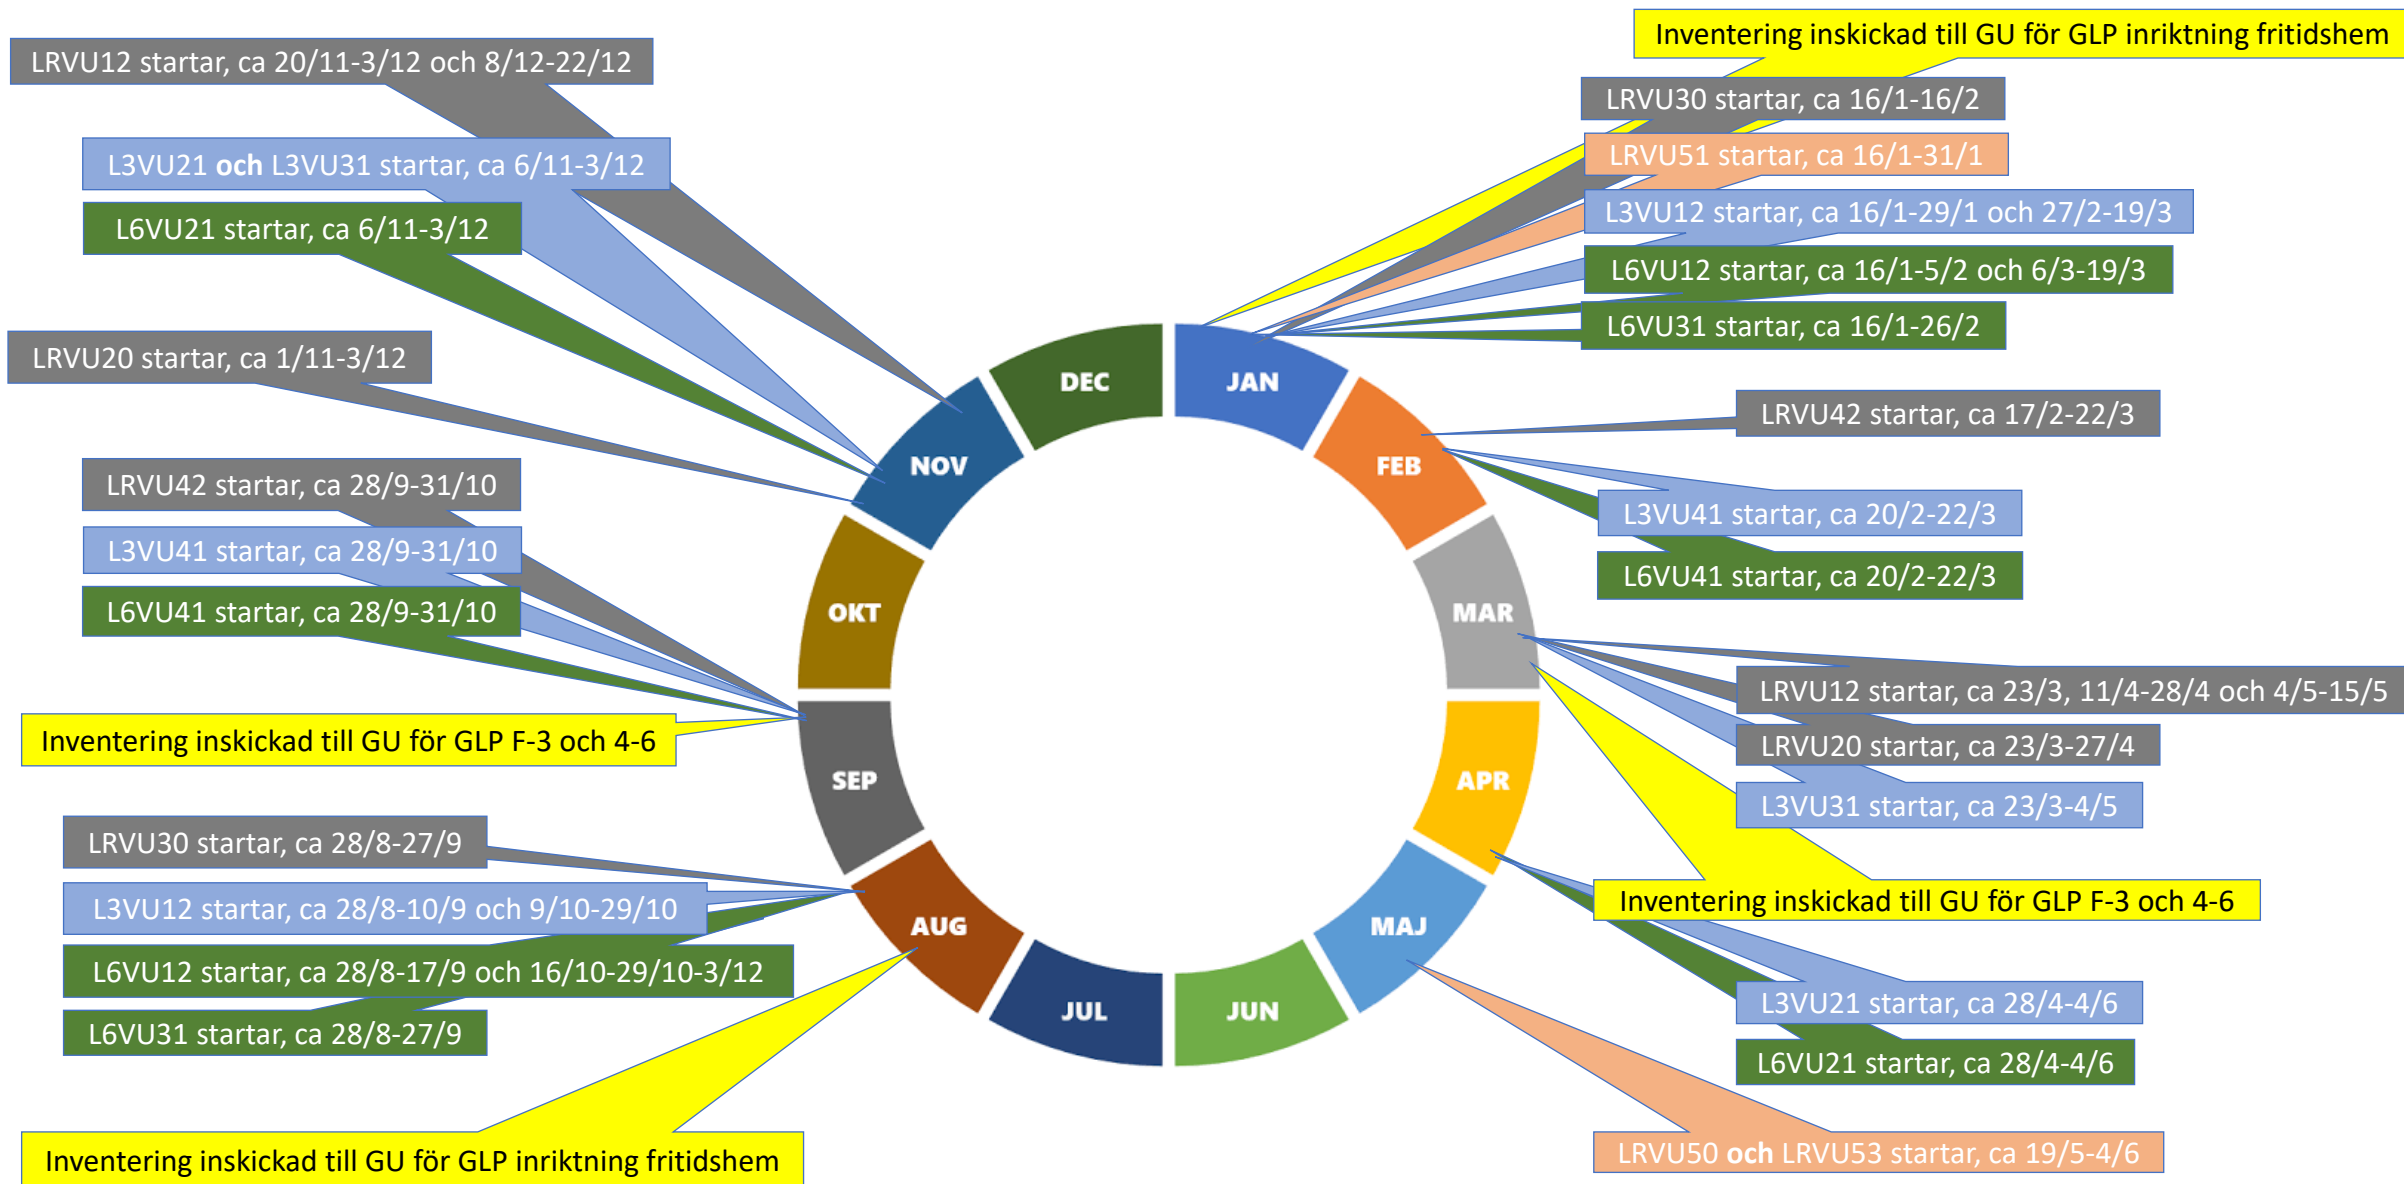 Inventering inskickad till GU för GLP inriktning fritidshem
LRVU12 startar, ca 20/11-3/12 och 8/12-22/12
LRVU30 startar, ca 16/1-16/2
L3VU21 och L3VU31 startar, ca 6/11-3/12
LRVU51 startar, ca 16/1-31/1
L3VU12 startar, ca 16/1-29/1 och 27/2-19/3
L6VU21 startar, ca 6/11-3/12
L6VU12 startar, ca 16/1-5/2 och 6/3-19/3
L6VU31 startar, ca 16/1-26/2
LRVU20 startar, ca 1/11-3/12
DEC
JAN
LRVU42 startar, ca 17/2-22/3
NOV
FEB
LRVU42 startar, ca 28/9-31/10
L3VU41 startar, ca 20/2-22/3
L3VU41 startar, ca 28/9-31/10
L6VU41 startar, ca 20/2-22/3
L6VU41 startar, ca 28/9-31/10
OKT
MAR
LRVU12 startar, ca 23/3, 11/4-28/4 och 4/5-15/5
Inventering inskickad till GU för GLP F-3 och 4-6
LRVU20 startar, ca 23/3-27/4
SEP
APR
L3VU31 startar, ca 23/3-4/5
LRVU30 startar, ca 28/8-27/9
Inventering inskickad till GU för GLP F-3 och 4-6
L3VU12 startar, ca 28/8-10/9 och 9/10-29/10
AUG
MAJ
L6VU12 startar, ca 28/8-17/9 och 16/10-29/10-3/12
L3VU21 startar, ca 28/4-4/6
JUL
JUN
L6VU31 startar, ca 28/8-27/9
L6VU21 startar, ca 28/4-4/6
LRVU50 och LRVU53 startar, ca 19/5-4/6
Inventering inskickad till GU för GLP inriktning fritidshem